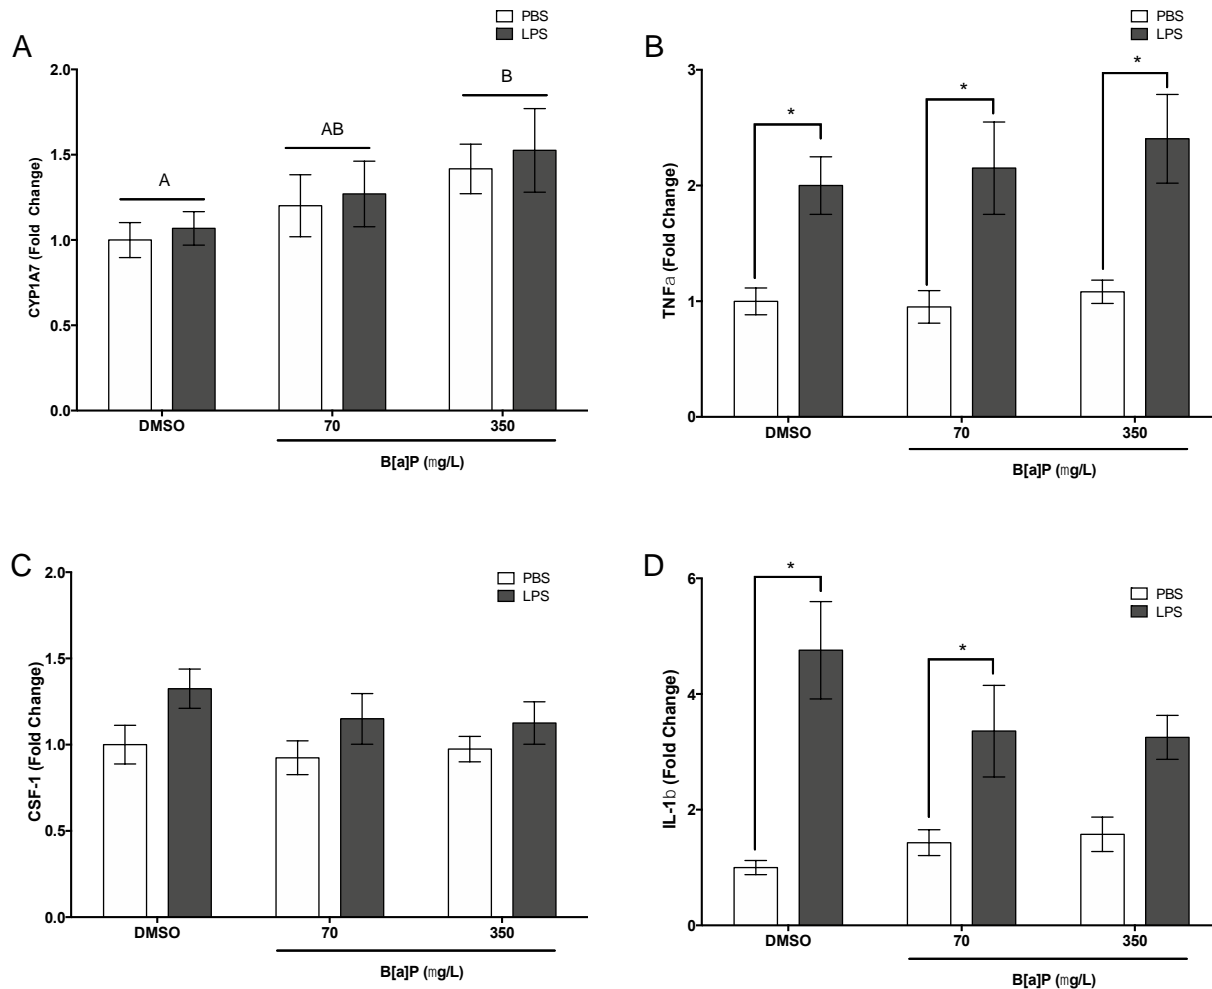 A
PBS
LPS
CYP1A7 (Fold Change)
2.0
1.5
1.0
0.5
0.0
A
AB
B
DMSO
70
350
B[a]P (mg/L)
B
PBS
LPS
TNFa (Fold Change)
3
2
1
0
*
*
*
DMSO
70
350
B[a]P (mg/L)
C
PBS
LPS
CSF-1 (Fold Change)
2.0
1.5
1.0
0.5
0.0
DMSO
70
350
B[a]P (mg/L)
D
PBS
LPS
IL-1b (Fold Change)
6
4
2
0
*
*
DMSO
70
350
B[a]P (mg/L)